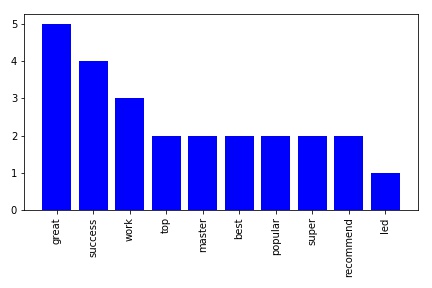 5
4
3
2
1
0
great
success
work
top
master
best
popular
super
recommend
led